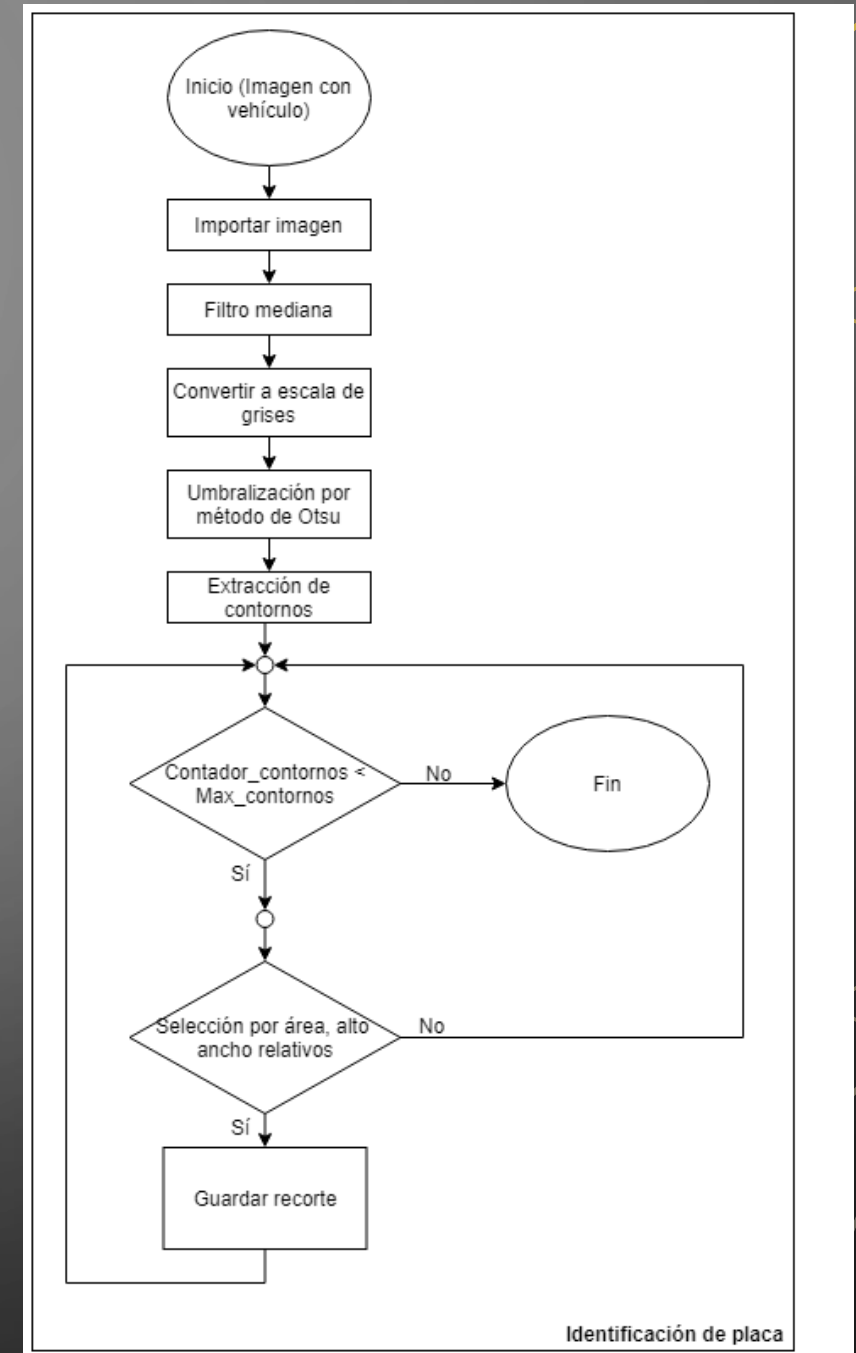 Inicio (Imagen con
vehículo)
Importar imagen
Filtro mediana
Convertir a escala de
grises
Umbralización por
método de Otsu
Extracción de
contornos
Contador_contornos <
Max_contornos
No
Fin
Sí
Selección por área, alto
ancho relativos
No
Sí
Guardar recorte
Identificación de placa